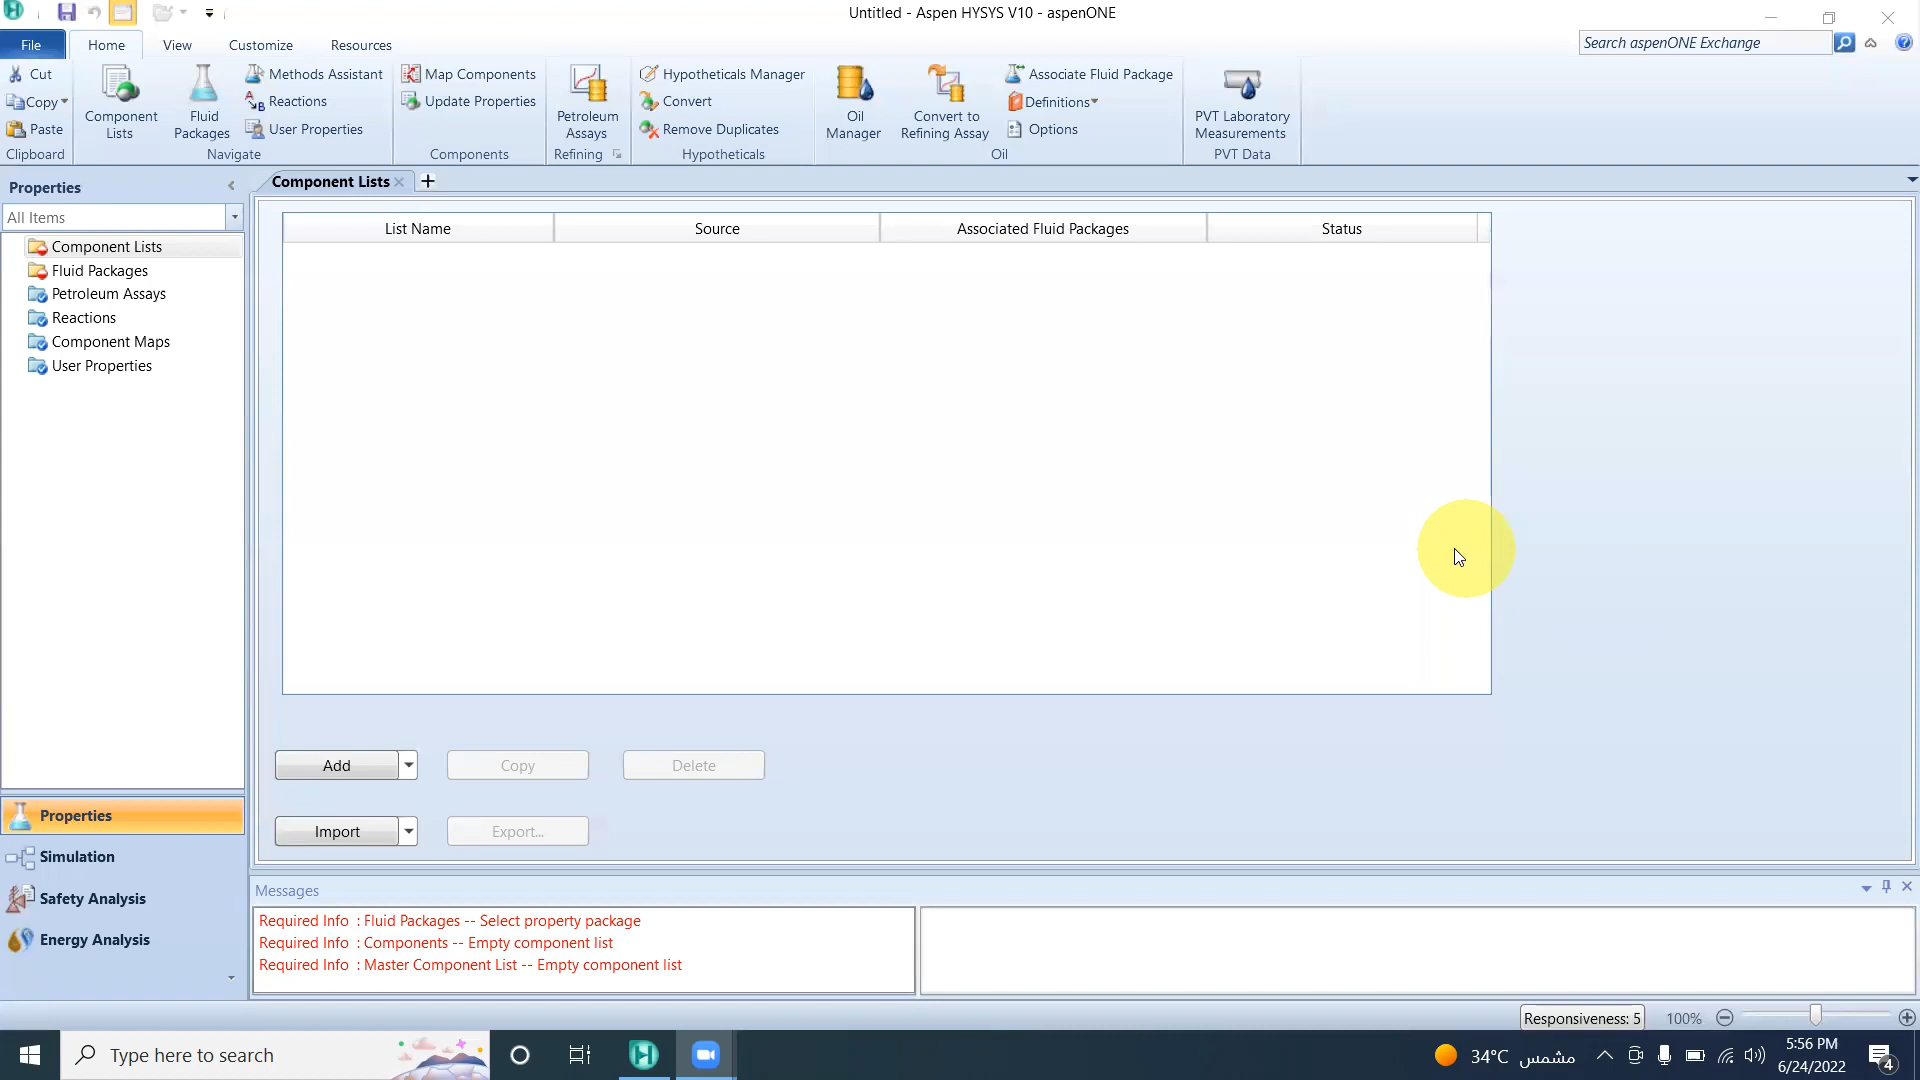 Untitled - Aspen HYSYS V10 - aspenONE
File
Home
View
Customize
Resources
Search aspenONE Exchange
Cut
Copy
Paste
Clipboard
Component Lists
Fluid Packages
Methods Assistant
Reactions
User Properties
Navigate
Map Components
Update Properties
Components
Petroleum Assays
Refining
Hypotheticals Manager
Convert
Remove Duplicates
Hypotheticals
Oil Manager
Convert to Refining Assay
Associate Fluid Package
Definitions
Options
Oil
PVT Laboratory Measurements
PVT Data
Properties
All Items
Component Lists
Fluid Packages
Petroleum Assays
Reactions
Component Maps
User Properties
Properties
Simulation
Safety Analysis
Energy Analysis
Component Lists
List Name
Source
Associated Fluid Packages
Status
Add
Copy
Delete
Import
Export...
Messages
Required Info : Fluid Packages -- Select property package
Required Info : Components -- Empty component list
Required Info : Master Component List -- Empty component list
Responsiveness: 5
100%
Type here to search
34°C مشمس
5:56 PM
6/24/2022
4